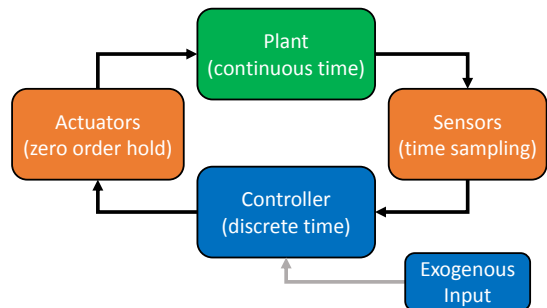 Plant
(continuous time)
Actuators
(zero order hold)
Sensors
(time sampling)
Controller
(discrete time)
Exogenous
Input